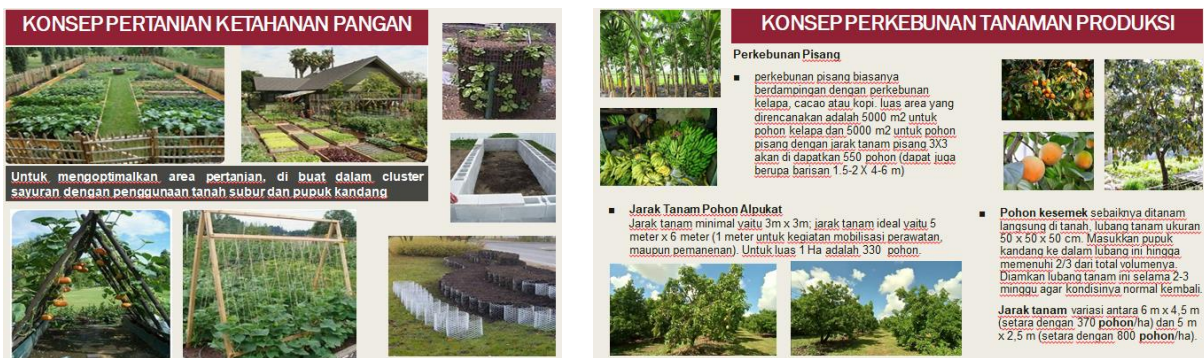 KONSEP PERTANIAN KETAHANAN PANGAN
Untuk mengoptimalkan area pertanian, di buat dalam cluster
sayuran dengan penggunaan tanah subur dan pupuk kandang
KONSEP PERKEBUNAN TANAMAN PRODUKSI
Perkebunan Pisang
▪ perkebunan pisang biasanya
berdampingan dengan perkebunan
kelapa, cacao atau kopi. luas area yang
direncanakan adalah 5000 m2 untuk
pohon kelapa dan 5000 m2 untuk pohon
pisang dengan jarak tanam pisang 3X3
akan di dapatkan 550 pohon (dapat juga
berupa barisan 1.5-2 X 4-6 m)
▪ Jarak Tanam Pohon Alpukat
Jarak tanam minimal yaitu 3m x 3m; jarak tanam ideal yaitu 5
meter x 6 meter (1 meter untuk kegiatan mobilisasi perawatan,
maupun pemanenan). Untuk luas 1 Ha adalah 330 pohon.
▪ Pohon kesemek sebaiknya ditanam
langsung di tanah, lubang tanam ukuran
50 x 50 x 50 cm. Masukkan pupuk
kandang ke dalam lubang ini hingga
memenuhi 2/3 dari total volumenya.
Diamkan lubang tanam ini selama 2-3
minggu agar kondisinya normal kembali.
Jarak tanam variasi antara 6 m x 4,5 m
(setara dengan 370 pohon/ha) dan 5 m
x 2,5 m (setara dengan 800 pohon/ha).